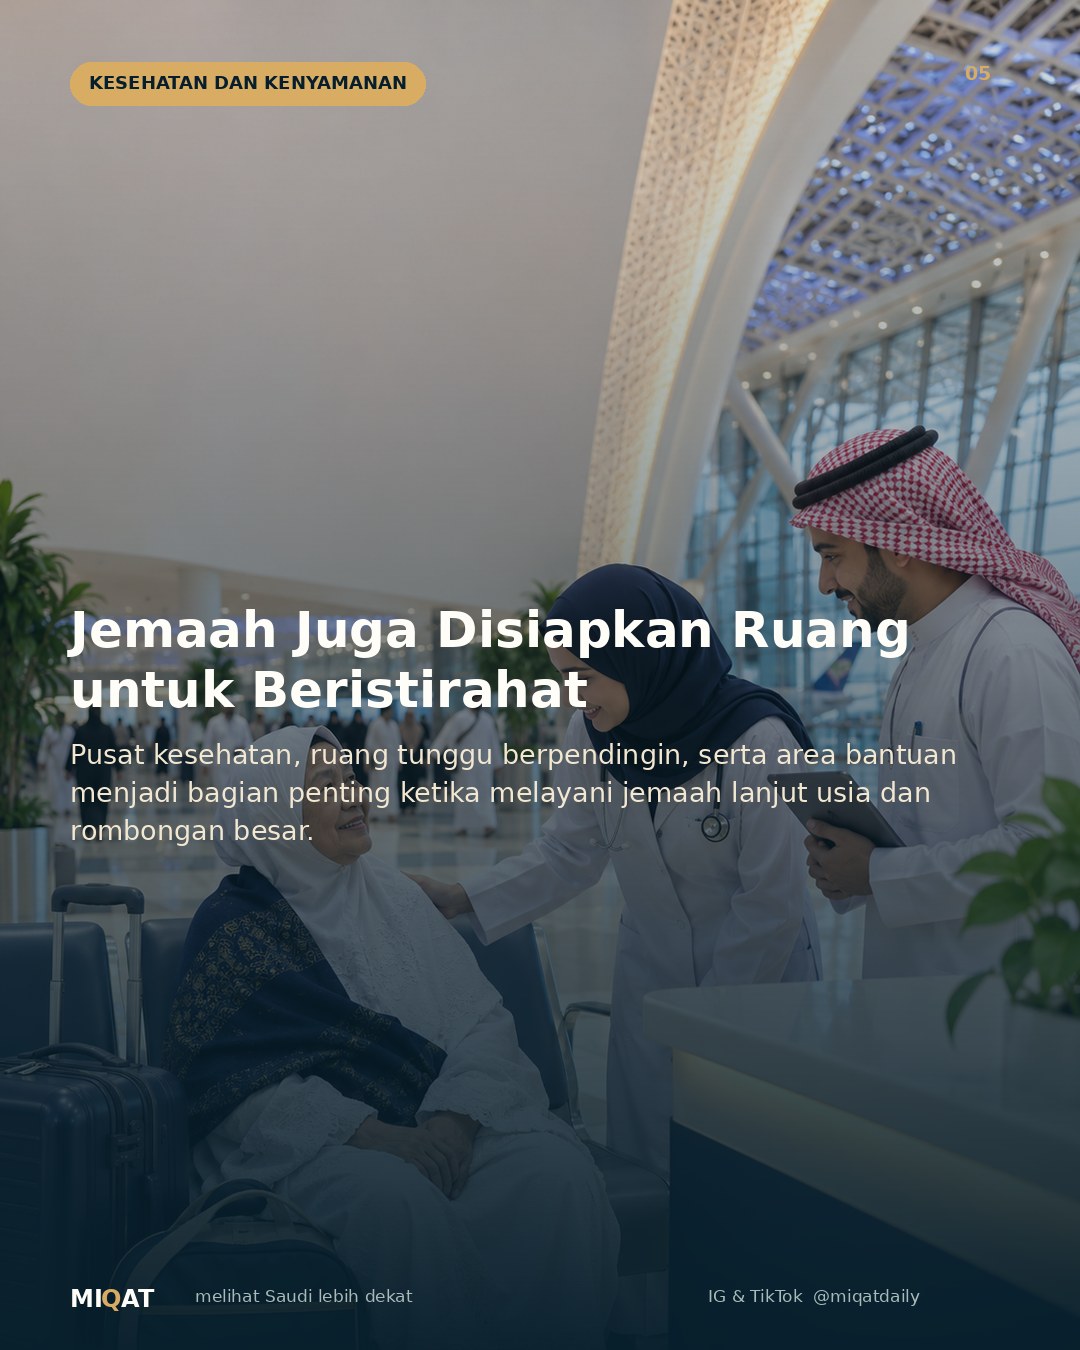 KESEHATAN DAN KENYAMANAN
05
Jemaah Juga Disiapkan Ruang
untuk Beristirahat
Pusat kesehatan, ruang tunggu berpendingin, serta area bantuan
menjadi bagian penting ketika melayani jemaah lanjut usia dan
rombongan besar.
MIQAT melihat Saudi lebih dekat IG & TikTok @miqatdaily